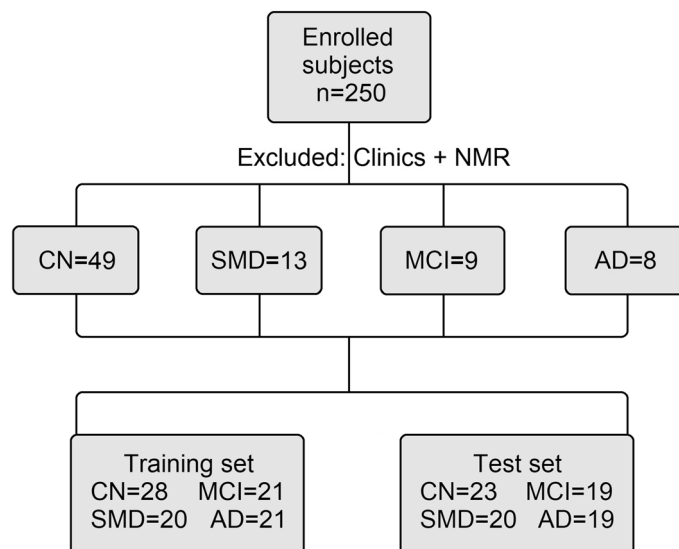 Enrolled
subjects
n=250
Excluded: Clinics + NMR
CN=49
SMD=13
MCI=9
AD=8
Training set
CN=28 MCI=21
SMD=20 AD=21
Test set
CN=23 MCI=19
SMD=20 AD=19